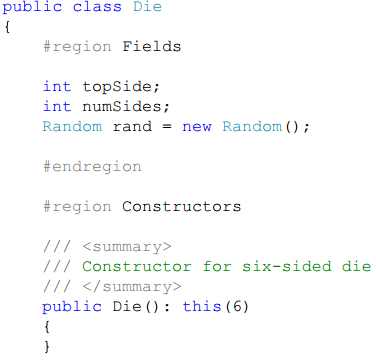 public class Die
{
#region Fields
int topSide;
int numSides;
Random rand = new Random();
#endregion
#region Constructors
/// <summary>
/// Constructor for six-sided die
/// </summary>
public Die(): this(6)
{
}